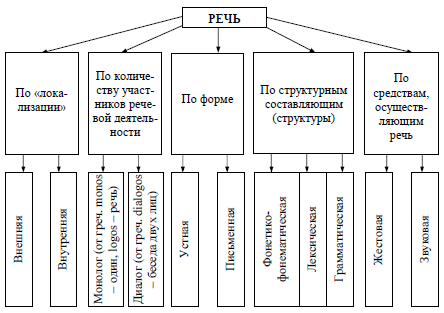 РЕЧЬ
По «лока-
лизации»
По количе-
ству участ-
ников рече-
вой деятель-
ности
По форме
По структурным
составляющим
(структуры)
По
средствам,
осуществ-
ляющим
речь
Внешняя
Внутренняя
Монолог (от греч. monos
– один, logos – речь)
Диалог (от греч. dialogos
– беседа двух лиц)
Устная
Письменная
Фонетико-
фонематическая
Лексическая
Грамматическая
Жестовая
Звуковая